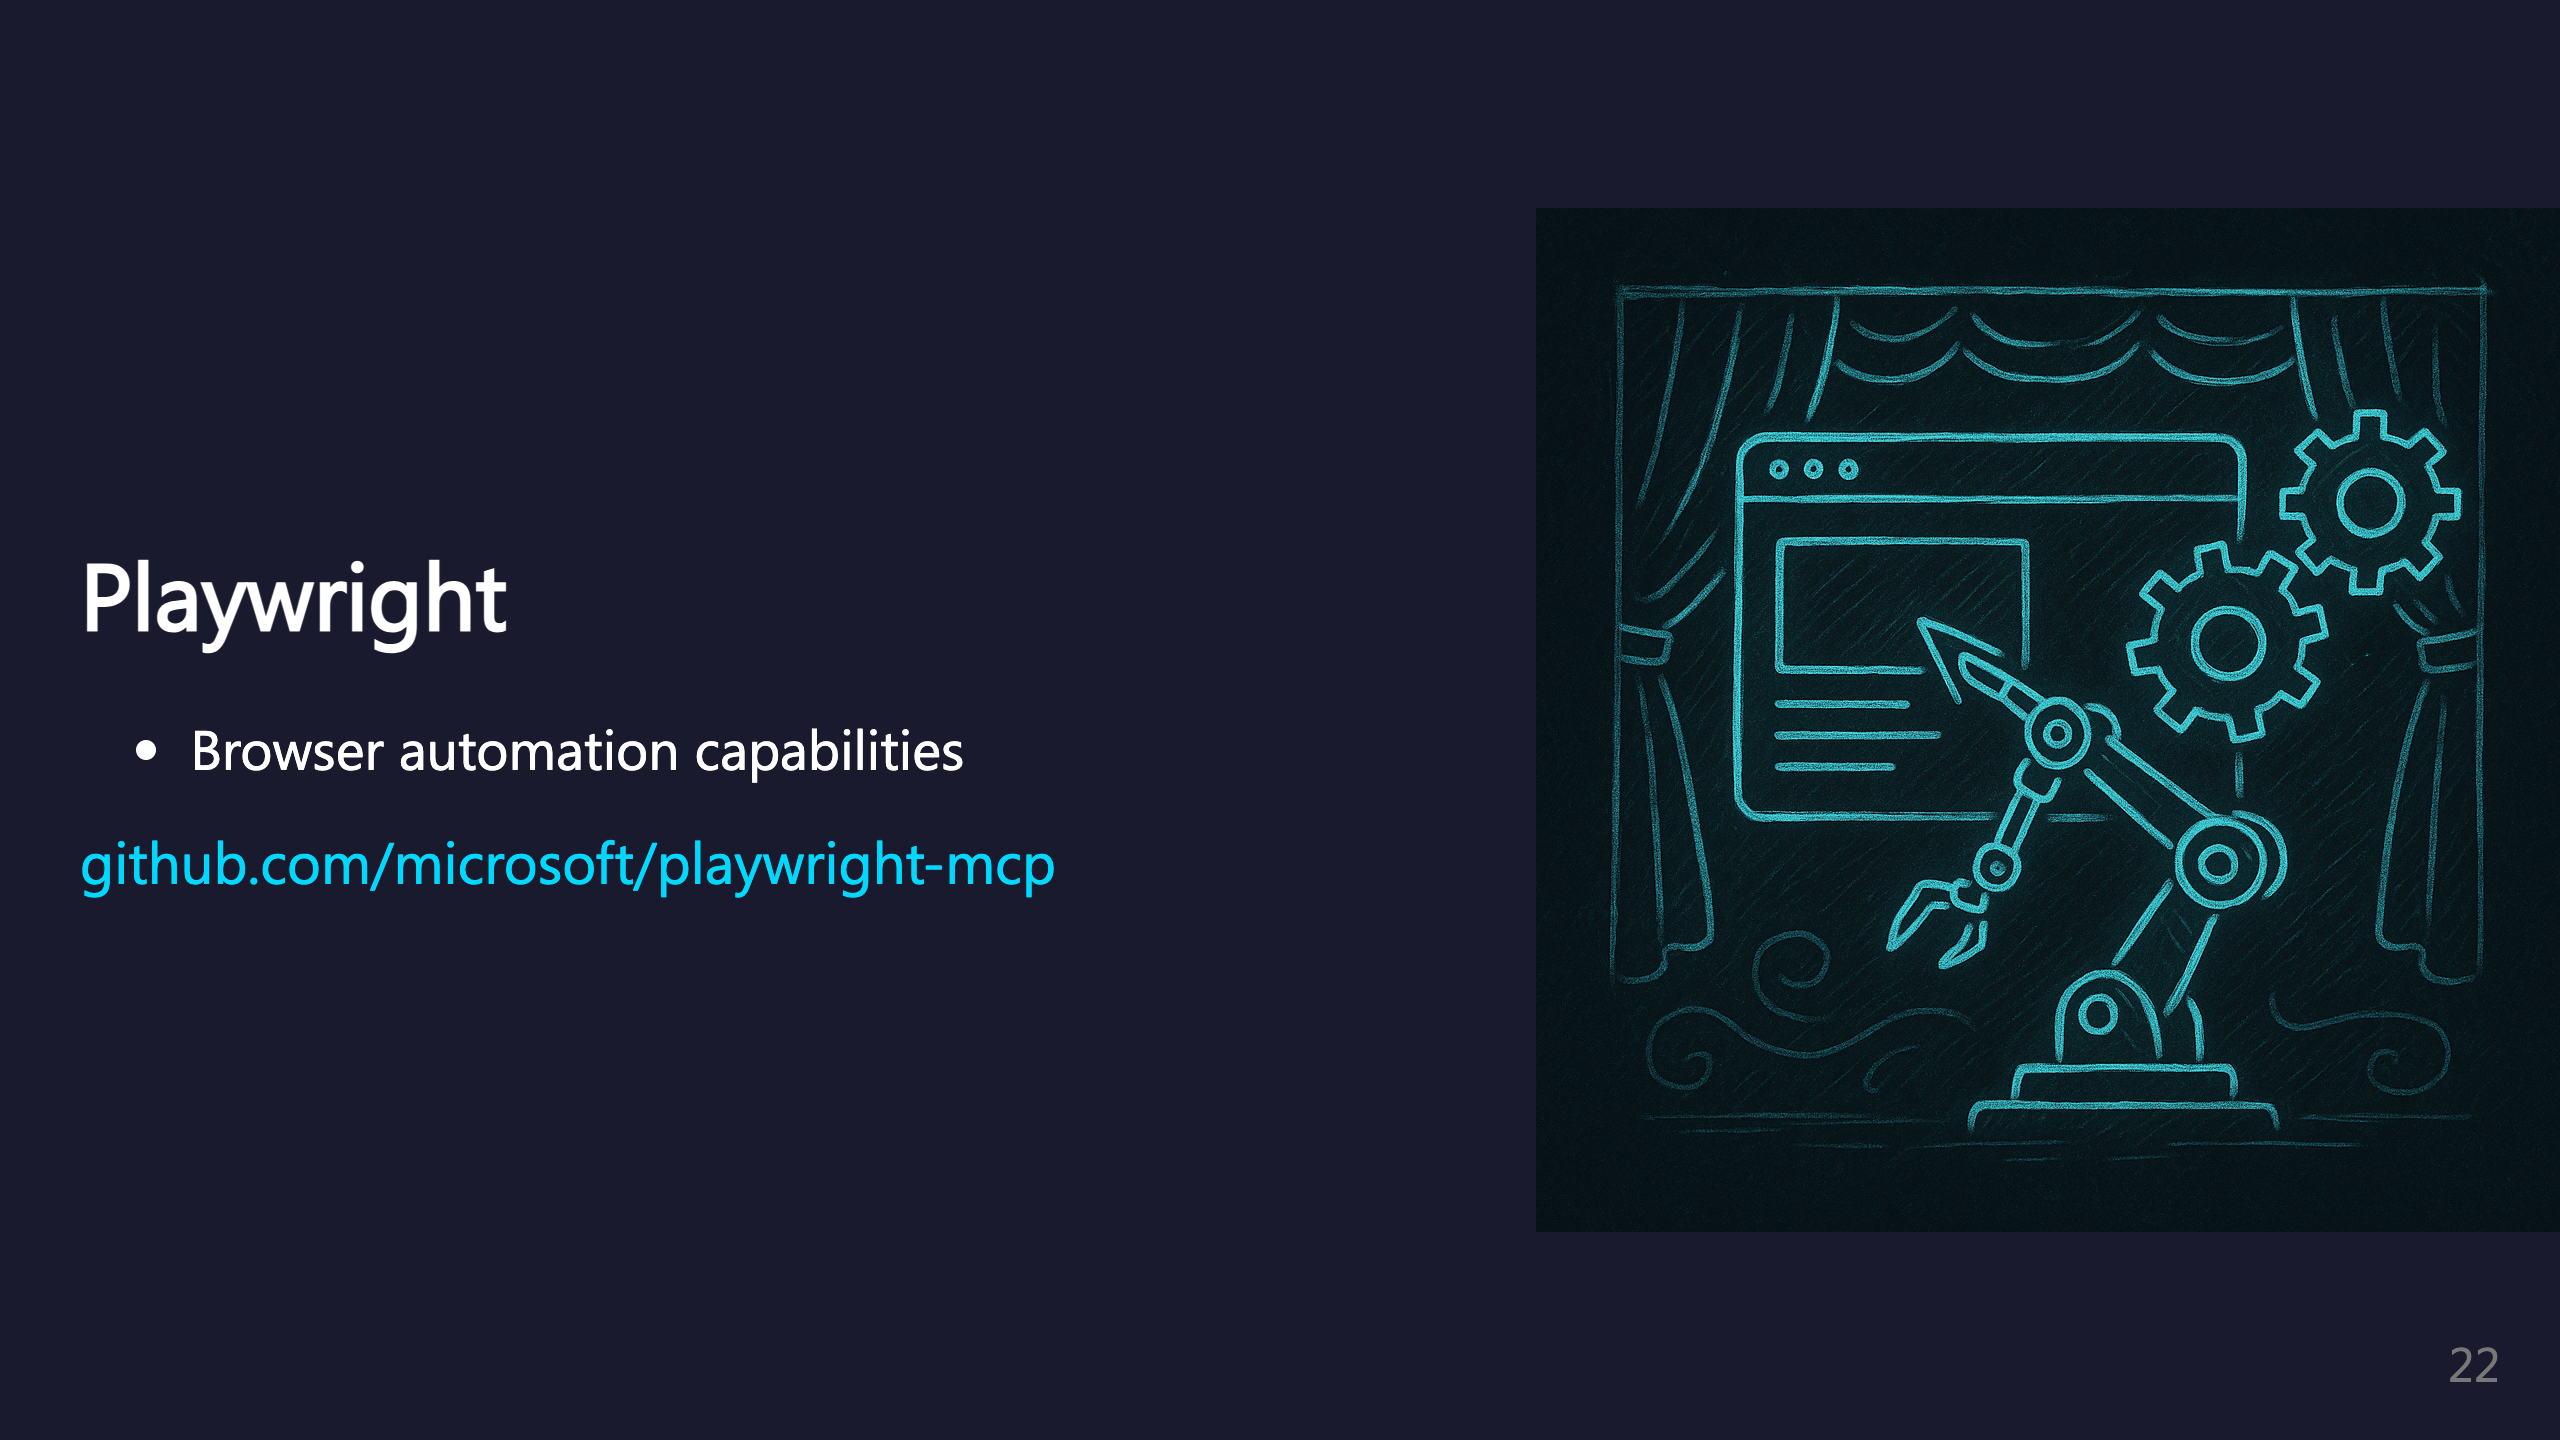 Playwright
• Browser automation capabilities
github.com/microsoft/playwright-mcp
22